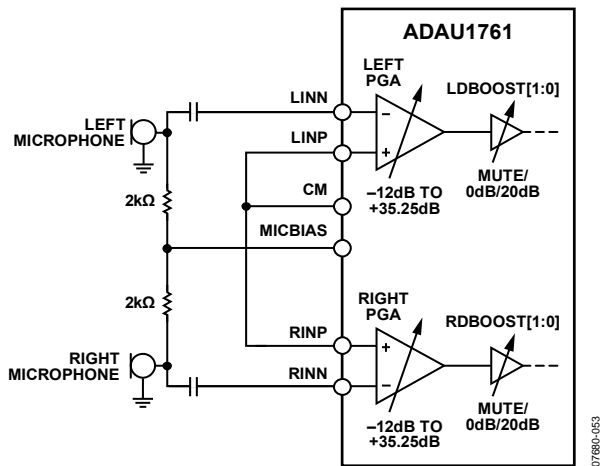 ADAU1761
LEFT
PGA
LDBOOST[1:0]
LINN
LEFT
MICROPHONE
LINP
–12dB TO
+35.25dB
MUTE/
0dB/20dB
CM
2kΩ
MICBIAS
2kΩ
RIGHT
PGA
RDBOOST[1:0]
RINP
RIGHT
MICROPHONE
RINN
–12dB TO
+35.25dB
MUTE/
0dB/20dB
07680-053